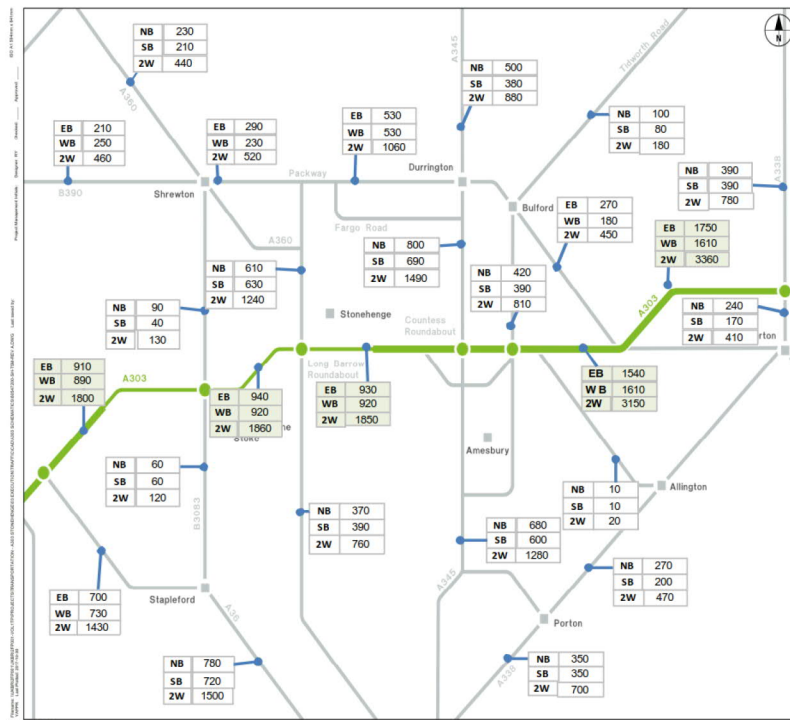 NB 230
SB 210
2W 440
A360
A345
NB 500
SB 380
2W 880
Tidworth Road
N
EB 210
WB 250
2W 460
EB 290
WB 230
2W 520
EB 530
WB 530
2W 1060
NB 100
SB 80
2W 180
A338
NB 390
SB 390
2W 780
B390
Shrewton
Packway
Durrington
Bulford
Fargo Road
A360
EB 270
WB 180
2W 450
EB 1750
WB 1610
2W 3360
NB 800
SB 690
2W 1490
NB 610
SB 630
2W 1240
NB 420
SB 390
2W 810
NB 90
SB 40
2W 130
Stonehenge
Countess
Roundabout
A303
NB 240
SB 170
2W 410
EB 910
WB 890
2W 1800
A303
Long Barrow
Roundabout
EB 940
WB 920
2W 1860
EB 930
WB 920
2W 1850
EB 1540
WB 1610
2W 3150
Amesbury
NB 60
SB 60
2W 120
B3083
NB 370
SB 390
2W 760
NB 10
SB 10
2W 20
Allington
NB 680
SB 600
2W 1280
NB 270
SB 200
2W 470
EB 700
WB 730
2W 1430
Stapleford
A36
A345
Porton
NB 780
SB 720
2W 1500
A338
NB 350
SB 350
2W 700